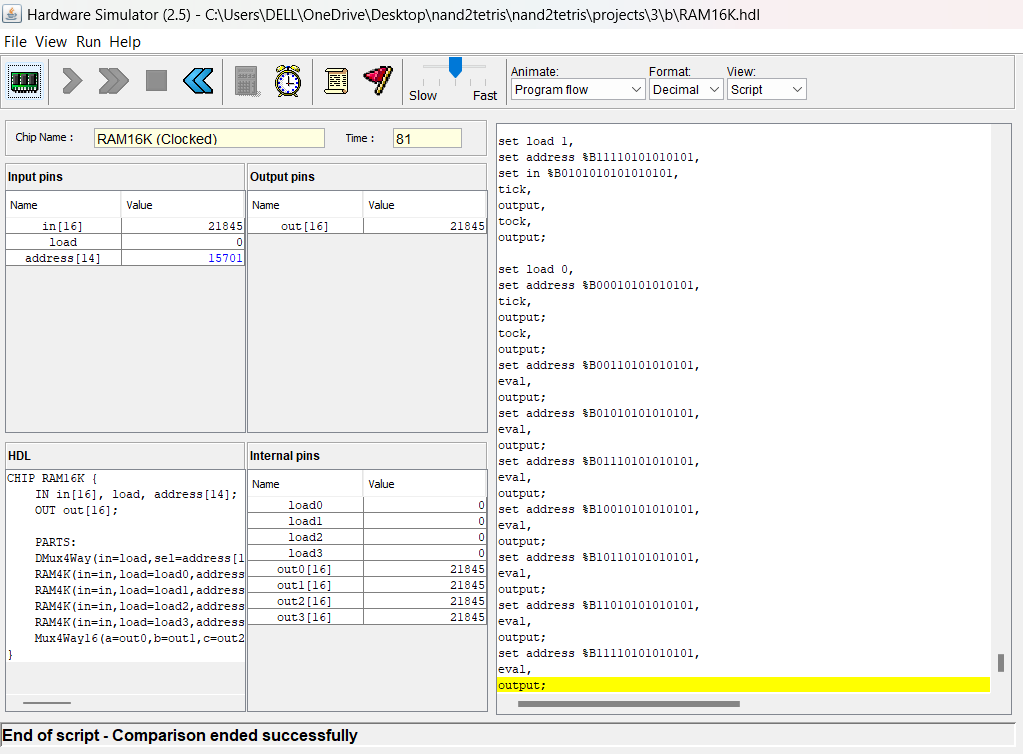 Hardware Simulator (2.5) - C:\Users\DELL\OneDrive\Desktop\nand2tetris\nand2tetris\projects\3\b\RAM16K.hdl
File View Run Help
Slow Fast
Animate: Format: View:
Program flow Decimal Script
Chip Name : RAM16K (Clocked) Time : 81
Input pins
Name Value
in[16] 21845
load 0
address[14] 15701
Output pins
Name Value
out[16] 21845
HDL
CHIP RAM16K {
IN in[16], load, address[14];
OUT out[16];
PARTS:
DMux4Way(in=load,sel=address[1
RAM4K(in=in,load=load0,address
RAM4K(in=in,load=load1,address
RAM4K(in=in,load=load2,address
RAM4K(in=in,load=load3,address
Mux4Way16(a=out0,b=out1,c=out2
}
Internal pins
Name Value
load0 0
load1 0
load2 0
load3 0
out0[16] 21845
out1[16] 21845
out2[16] 21845
out3[16] 21845
set load 1,
set address %B11110101010101,
set in %B0101010101010101,
tick,
output,
tock,
output;
set load 0,
set address %B00010101010101,
tick,
output;
tock,
output;
set address %B00110101010101,
eval,
output;
set address %B01010101010101,
eval,
output;
set address %B01110101010101,
eval,
output;
set address %B10010101010101,
eval,
output;
set address %B10110101010101,
eval,
output;
set address %B11010101010101,
eval,
output;
set address %B11110101010101,
eval,
output;
End of script - Comparison ended successfully